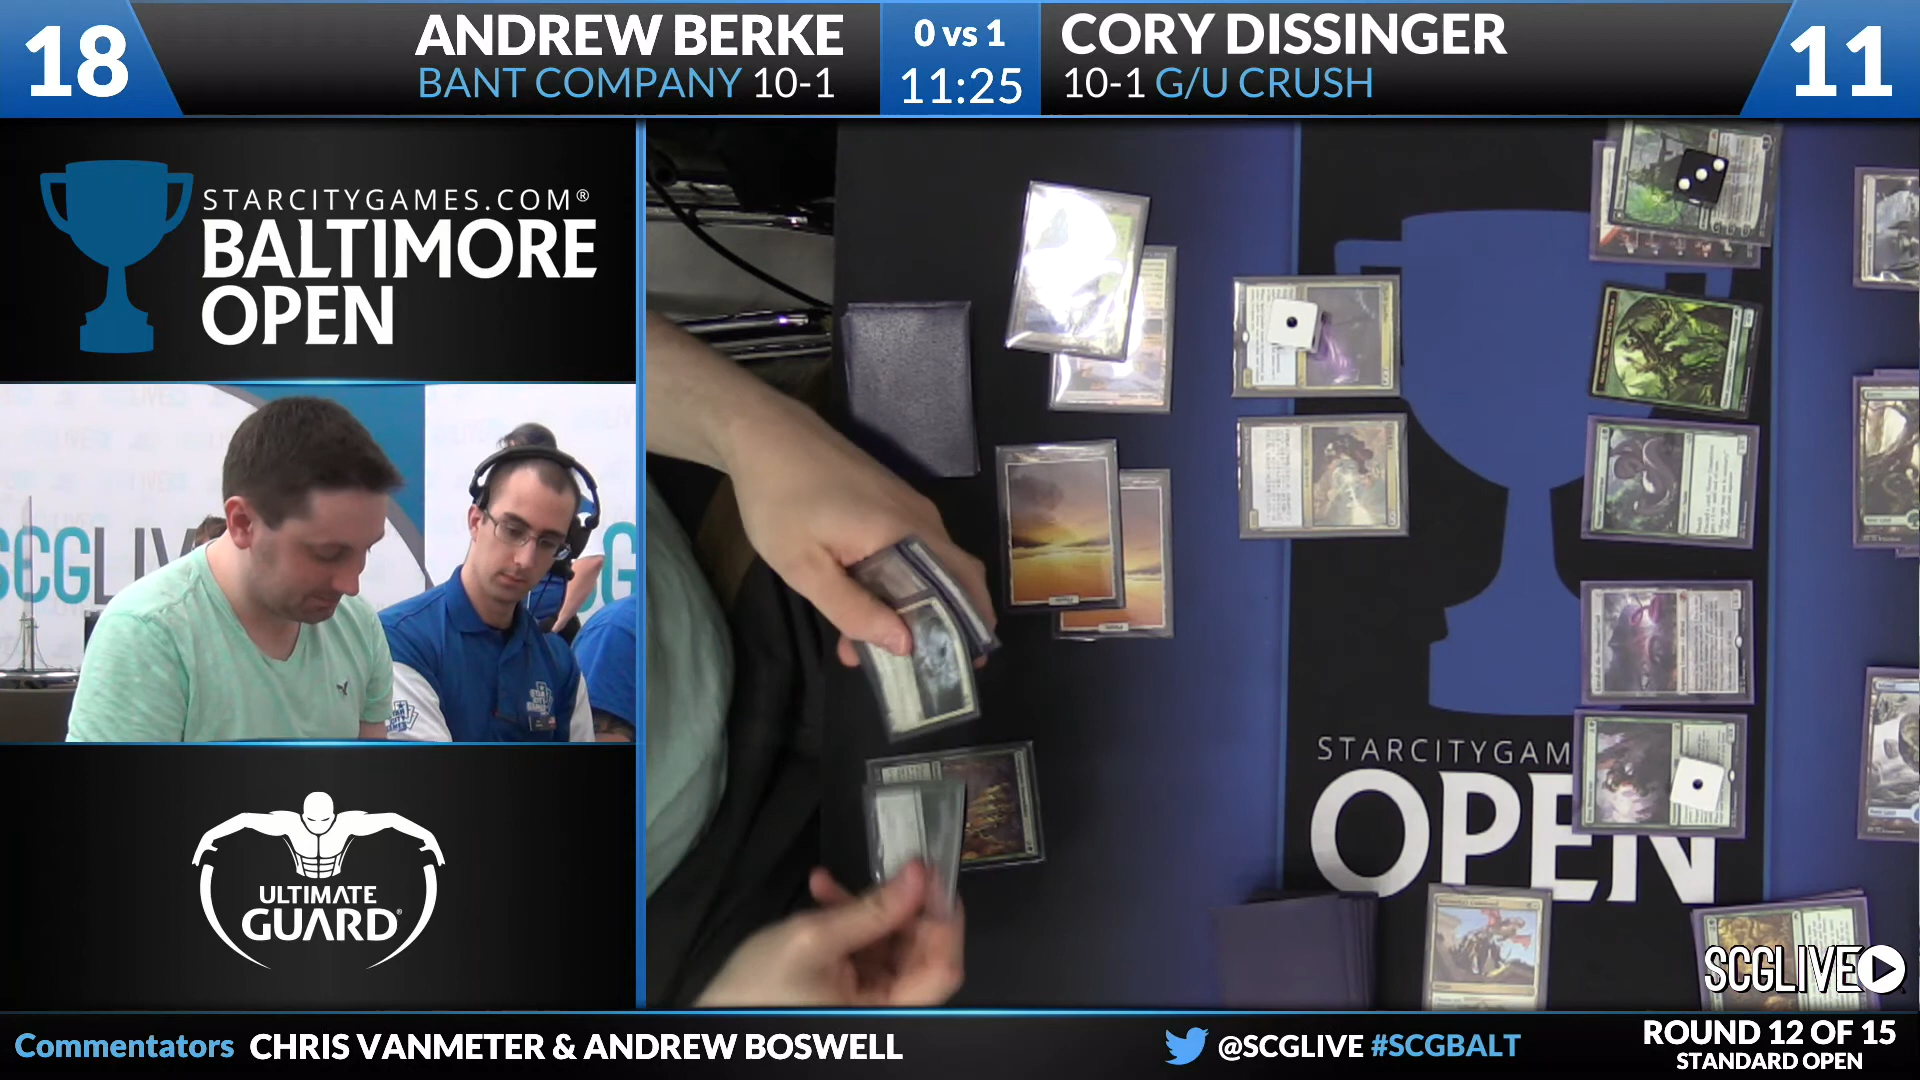 18
ANDREW BERKE
BANT COMPANY 10-1
0 vs 1
11:25
CORY DISSINGER
10-1 G/U CRUSH
11
STARCITYGAMES.COM®
BALTIMORE
OPEN
SCGLIV
G
ULTIMATE
GUARD®
STARCITYGAM
OPEN
SCGLIVE
Commentators CHRIS VANMETER & ANDREW BOSWELL
@SCGLIVE #SCGBALT
ROUND 12 OF 15
STANDARD OPEN